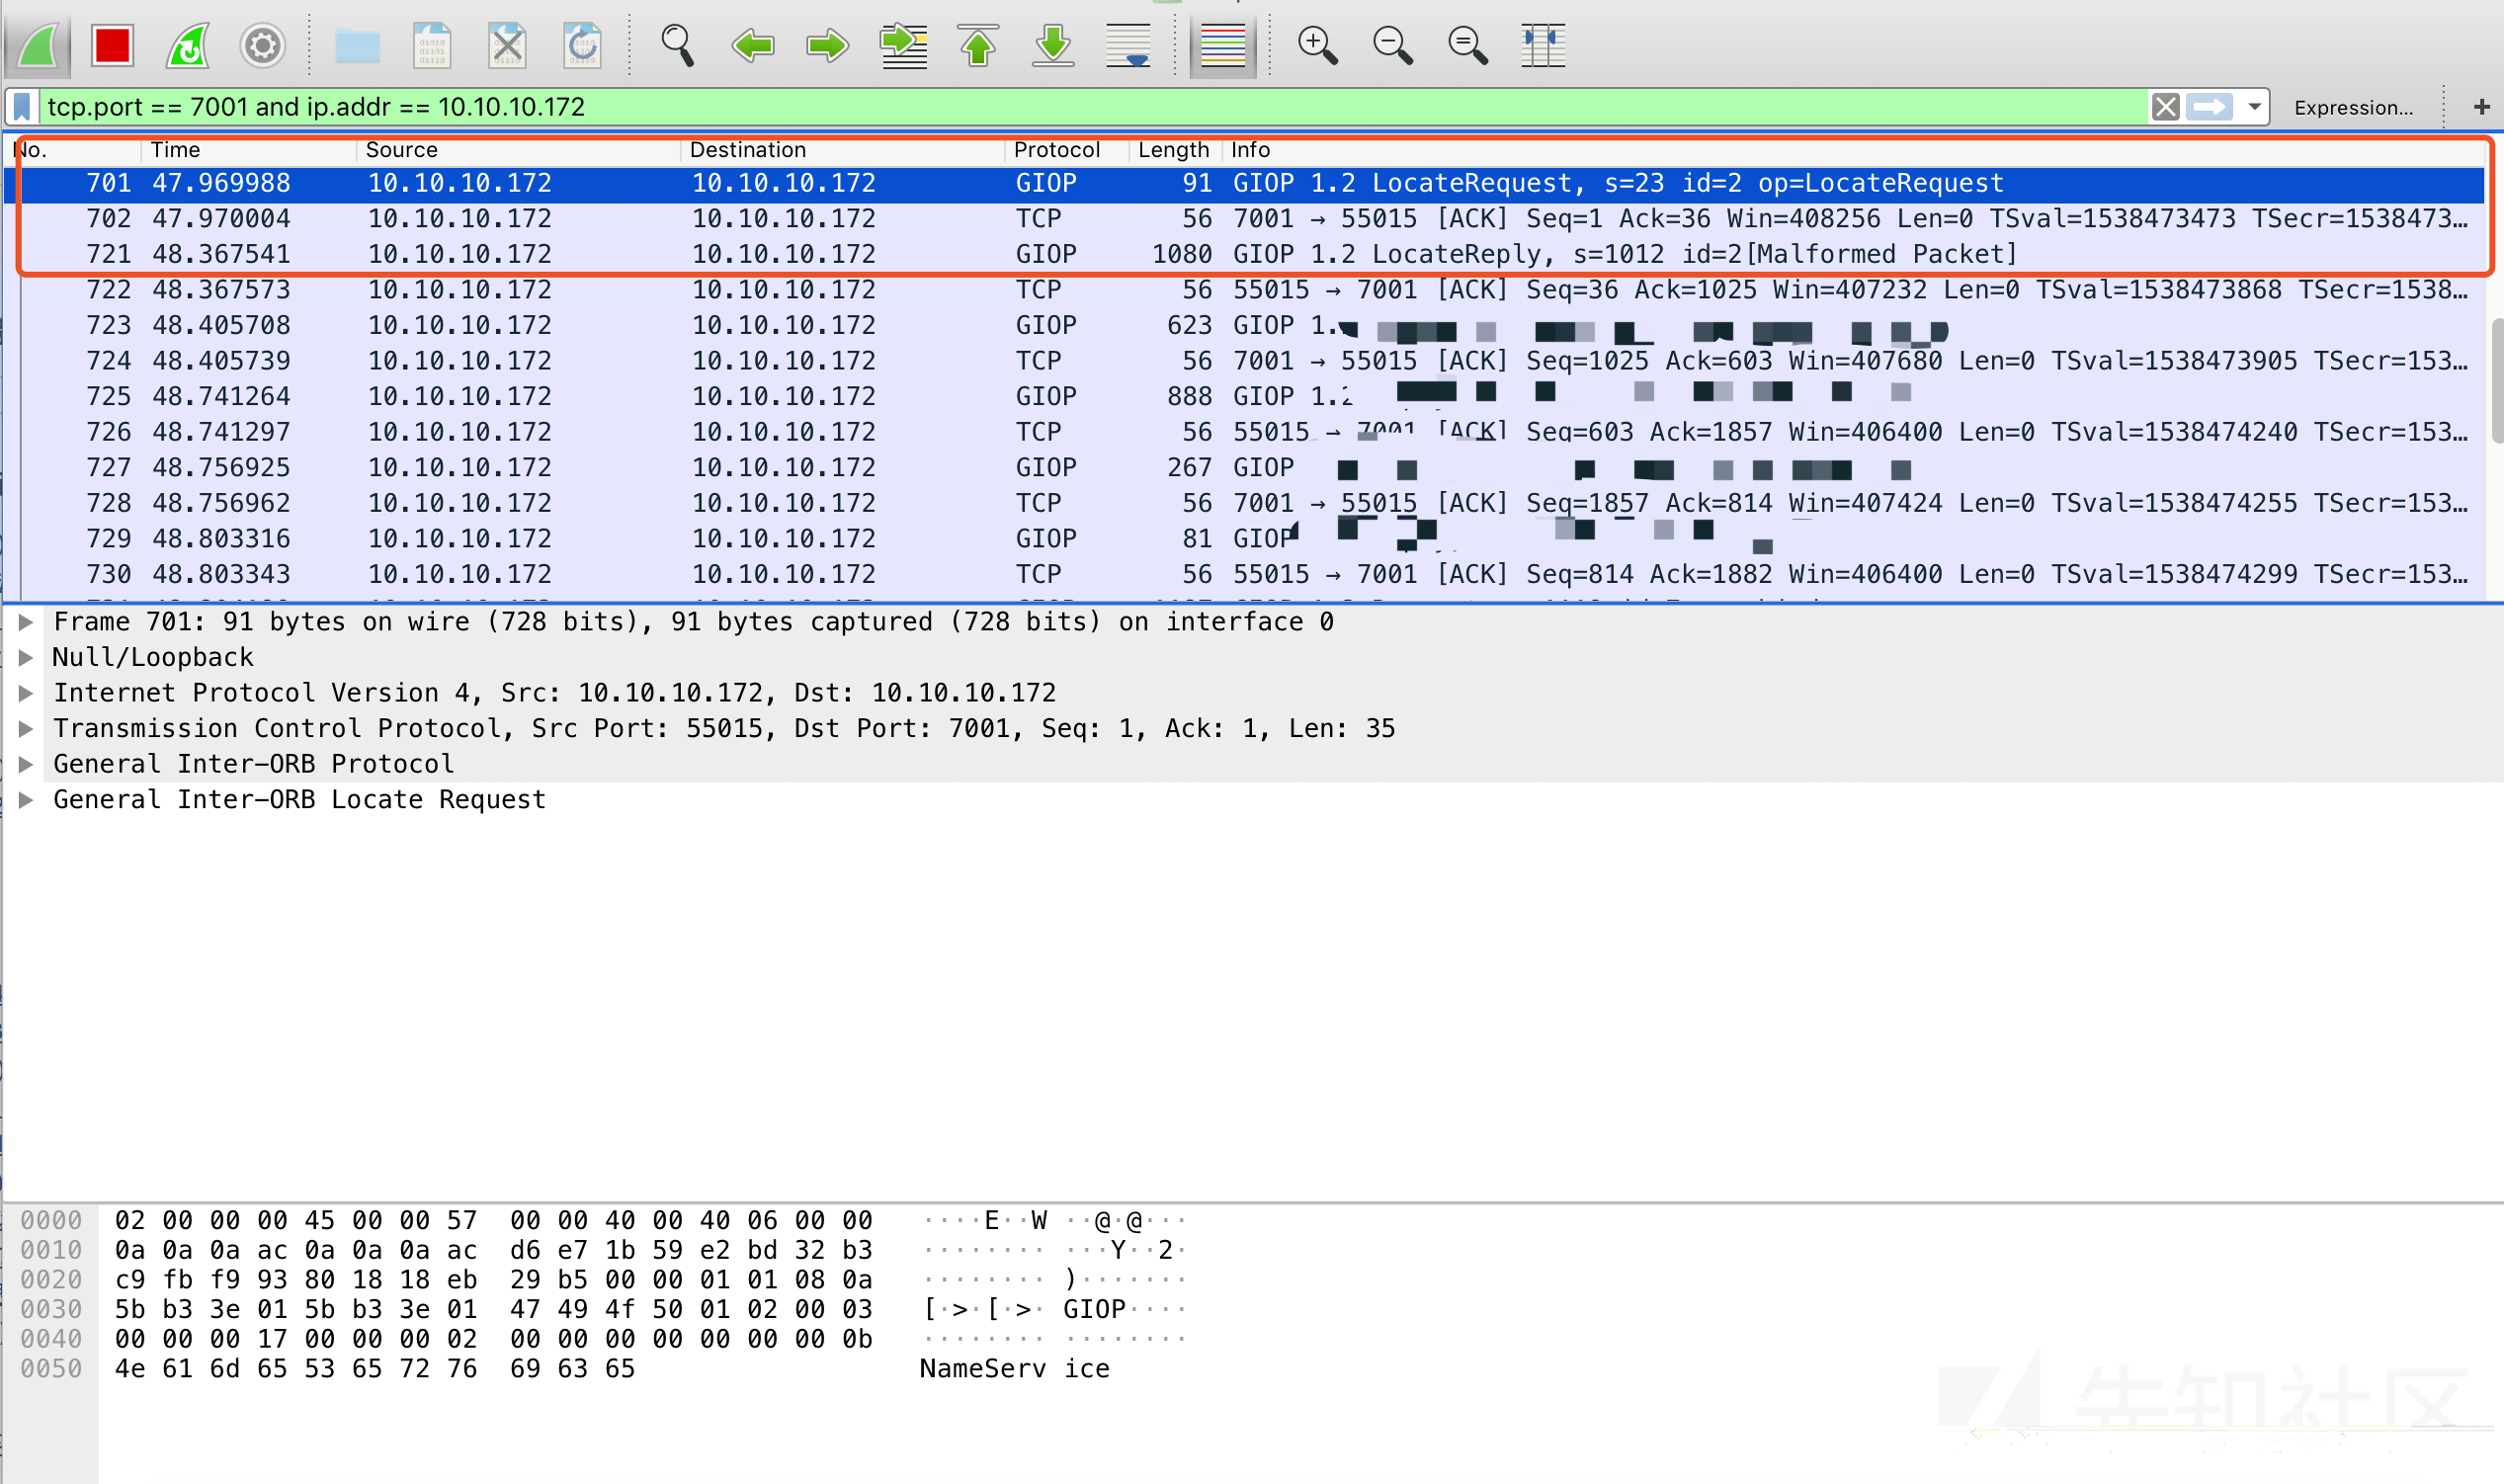 tcp.port == 7001 and ip.addr == 10.10.10.172 Expression... +
No. Time Source Destination Protocol Length Info
701 47.969988 10.10.10.172 10.10.10.172 GIOP 91 GIOP 1.2 LocateRequest, s=23 id=2 op=LocateRequest
702 47.970004 10.10.10.172 10.10.10.172 TCP 56 7001 → 55015 [ACK] Seq=1 Ack=36 Win=408256 Len=0 TSval=1538473473 TSecr=1538473…
721 48.367541 10.10.10.172 10.10.10.172 GIOP 1080 GIOP 1.2 LocateReply, s=1012 id=2[Malformed Packet]
722 48.367573 10.10.10.172 10.10.10.172 TCP 56 55015 → 7001 [ACK] Seq=36 Ack=1025 Win=407232 Len=0 TSval=1538473868 TSecr=1538…
723 48.405708 10.10.10.172 10.10.10.172 GIOP 623 GIOP 1.
724 48.405739 10.10.10.172 10.10.10.172 TCP 56 7001 → 55015 [ACK] Seq=1025 Ack=603 Win=407680 Len=0 TSval=1538473905 TSecr=153…
725 48.741264 10.10.10.172 10.10.10.172 GIOP 888 GIOP 1.2
726 48.741297 10.10.10.172 10.10.10.172 TCP 56 55015 → 7001 [ACK] Seq=603 Ack=1857 Win=406400 Len=0 TSval=1538474240 TSecr=153…
727 48.756925 10.10.10.172 10.10.10.172 GIOP 267 GIOP
728 48.756962 10.10.10.172 10.10.10.172 TCP 56 7001 → 55015 [ACK] Seq=1857 Ack=814 Win=407424 Len=0 TSval=1538474255 TSecr=153…
729 48.803316 10.10.10.172 10.10.10.172 GIOP 81 GIOP
730 48.803343 10.10.10.172 10.10.10.172 TCP 56 55015 → 7001 [ACK] Seq=814 Ack=1882 Win=406400 Len=0 TSval=1538474299 TSecr=153…
Frame 701: 91 bytes on wire (728 bits), 91 bytes captured (728 bits) on interface 0
Null/Loopback
Internet Protocol Version 4, Src: 10.10.10.172, Dst: 10.10.10.172
Transmission Control Protocol, Src Port: 55015, Dst Port: 7001, Seq: 1, Ack: 1, Len: 35
General Inter-ORB Protocol
General Inter-ORB Locate Request
0000 02 00 00 00 45 00 00 57 00 00 40 00 40 06 00 00 ····E··W ··@·@···
0010 0a 0a 0a ac 0a 0a 0a ac d6 e7 1b 59 e2 bd 32 b3 ········ ···Y··2·
0020 c9 fb f9 93 80 18 18 eb 29 b5 00 00 01 01 08 0a ········ )·······
0030 5b b3 3e 01 5b b3 3e 01 47 49 4f 50 01 02 00 03 [·>·[·>· GIOP····
0040 00 00 00 17 00 00 00 02 00 00 00 00 00 00 00 0b ········ ········
0050 4e 61 6d 65 53 65 72 76 69 63 65 NameServ ice
先知社区